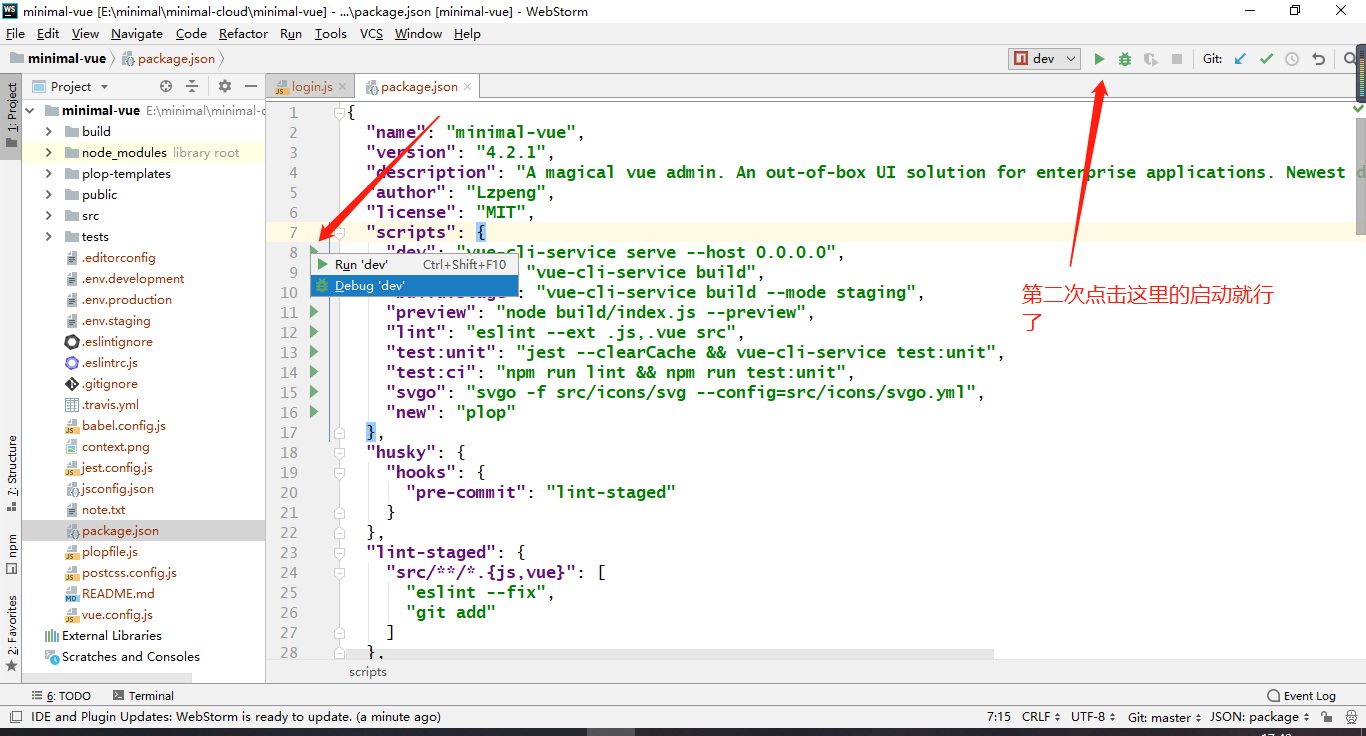 minimal-vue [E:\minimal\minimal-cloud\minimal-vue] - ...\package.json [minimal-vue] - WebStorm
File Edit View Navigate Code Refactor Run Tools VCS Window Help
minimal-vue package.json dev Git:
Project login.js package.json
1: Project
minimal-vue E:\minimal\minimal-c
build
node_modules library root
plop-templates
public
src
tests
.editorconfig
.env.development
.env.production
.env.staging
.eslintignore
.eslintrc.js
.gitignore
.travis.yml
babel.config.js
context.png
jest.config.js
jsconfig.json
note.txt
package.json
plopfile.js
postcss.config.js
README.md
vue.config.js
External Libraries
Scratches and Consoles
7: Structure
npm
2: Favorites
1 {
2 "name": "minimal-vue",
3 "version": "4.2.1",
4 "description": "A magical vue admin. An out-of-box UI solution for enterprise applications. Newest d
5 "author": "Lzpeng",
6 "license": "MIT",
7 "scripts": {
8 "dev": "vue-cli-service serve --host 0.0.0.0",
Run 'dev' Ctrl+Shift+F10
Debug 'dev'
9 "vue-cli-service build",
10 "vue-cli-service build --mode staging",
11 "preview": "node build/index.js --preview",
12 "lint": "eslint --ext .js,.vue src",
13 "test:unit": "jest --clearCache && vue-cli-service test:unit",
14 "test:ci": "npm run lint && npm run test:unit",
15 "svgo": "svgo -f src/icons/svg --config=src/icons/svgo.yml",
16 "new": "plop"
17 },
18 "husky": {
19 "hooks": {
20 "pre-commit": "lint-staged"
21 }
22 },
23 "lint-staged": {
24 "src/**/*.{js,vue}": [
25 "eslint --fix",
26 "git add"
27 ]
28 },
第二次点击这里的启动就行
了
scripts
6: TODO Terminal Event Log
IDE and Plugin Updates: WebStorm is ready to update. (a minute ago) 7:15 CRLF UTF-8 Git: master JSON: package